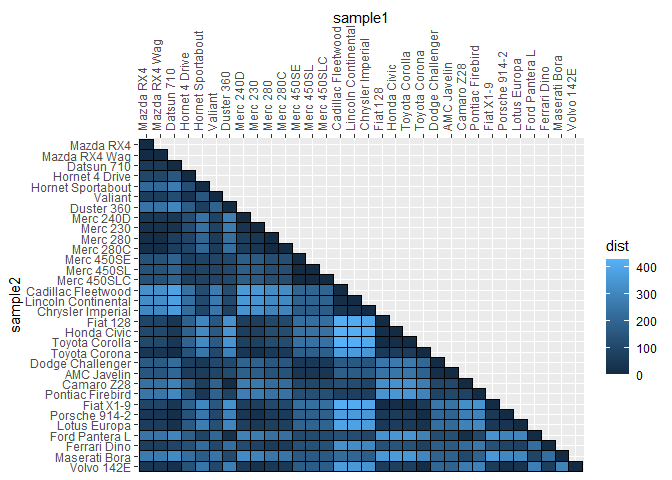 sample1
Mazda RX4
Mazda RX4 Wag
Datsun 710
Hornet 4 Drive
Hornet Sportabout
Valiant
Duster 360
Merc 240D
Merc 230
Merc 280
Merc 280C
Merc 450SE
Merc 450SL
Merc 450SLC
Cadillac Fleetwood
Lincoln Continental
Chrysler Imperial
Fiat 128
Honda Civic
Toyota Corolla
Toyota Corona
Dodge Challenger
AMC Javelin
Camaro Z28
Pontiac Firebird
Fiat X1-9
Porsche 914-2
Lotus Europa
Ford Pantera L
Ferrari Dino
Maserati Bora
Volvo 142E
sample2
Mazda RX4
Mazda RX4 Wag
Datsun 710
Hornet 4 Drive
Hornet Sportabout
Valiant
Duster 360
Merc 240D
Merc 230
Merc 280
Merc 280C
Merc 450SE
Merc 450SL
Merc 450SLC
Cadillac Fleetwood
Lincoln Continental
Chrysler Imperial
Fiat 128
Honda Civic
Toyota Corolla
Toyota Corona
Dodge Challenger
AMC Javelin
Camaro Z28
Pontiac Firebird
Fiat X1-9
Porsche 914-2
Lotus Europa
Ford Pantera L
Ferrari Dino
Maserati Bora
Volvo 142E
dist
400
300
200
100
0